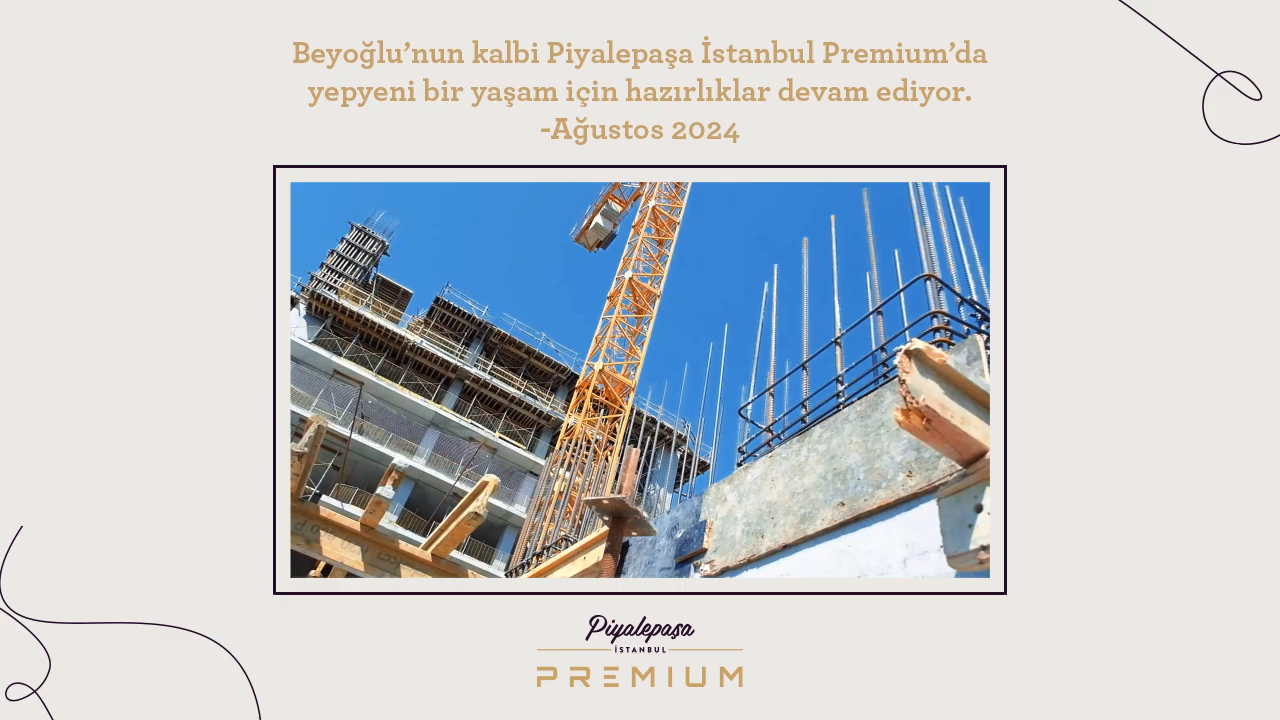 Beyoğlu’nun kalbi Piyalepaşa İstanbul Premium’da
yepyeni bir yaşam için hazırlıklar devam ediyor.
-Ağustos 2024
Piyalepaşa
İSTANBUL
PREMIUM